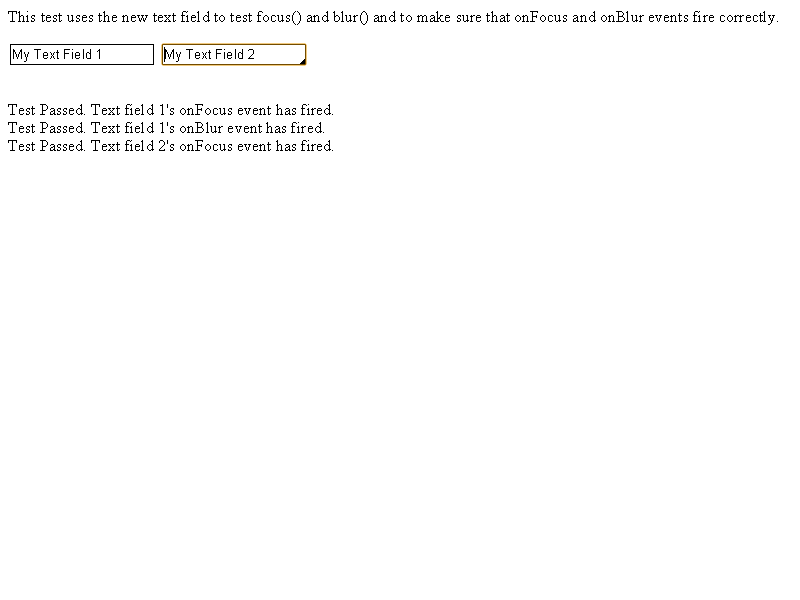 This test uses the new text field to test focus() and blur() and to make sure that onFocus and onBlur events fire correctly.
My Text Field 1 My Text Field 2
Test Passed. Text field 1's onFocus event has fired.
Test Passed. Text field 1's onBlur event has fired.
Test Passed. Text field 2's onFocus event has fired.